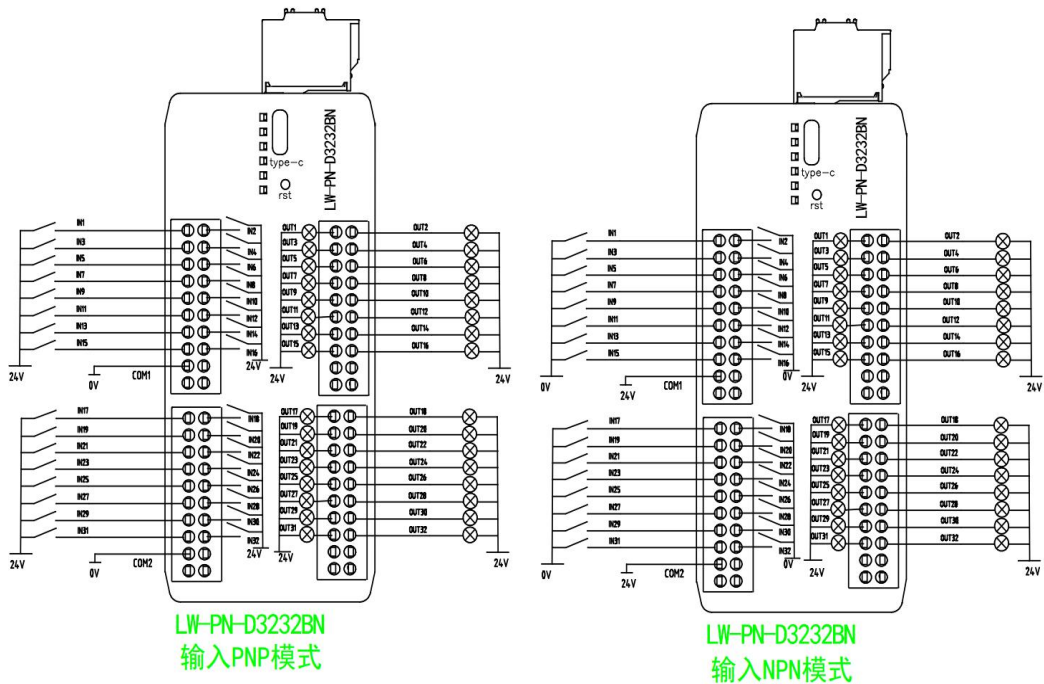 type-c
rst
LW-PN-D3232BN
IN1
IN3
IN5
IN7
IN9
IN11
IN13
IN15
24V
0V
COM1
IN2
IN4
IN6
IN8
IN10
IN12
IN14
IN16
24V
OUT1
OUT3
OUT5
OUT7
OUT9
OUT11
OUT13
OUT15
24V
OUT2
OUT4
OUT6
OUT8
OUT10
OUT12
OUT14
OUT16
24V
IN17
IN19
IN21
IN23
IN25
IN27
IN29
IN31
24V
0V
COM2
IN18
IN20
IN22
IN24
IN26
IN28
IN30
IN32
24V
OUT17
OUT19
OUT21
OUT23
OUT25
OUT27
OUT29
OUT31
24V
OUT18
OUT20
OUT22
OUT24
OUT26
OUT28
OUT30
OUT32
24V
LW-PN-D3232BN
输入PNP模式
type-c
rst
LW-PN-D3232BN
IN1
IN3
IN5
IN7
IN9
IN11
IN13
IN15
0V
24V
COM1
IN2
IN4
IN6
IN8
IN10
IN12
IN14
IN16
0V
OUT1
OUT3
OUT5
OUT7
OUT9
OUT11
OUT13
OUT15
24V
OUT2
OUT4
OUT6
OUT8
OUT10
OUT12
OUT14
OUT16
24V
IN17
IN19
IN21
IN23
IN25
IN27
IN29
IN31
0V
24V
COM2
IN18
IN20
IN22
IN24
IN26
IN28
IN30
IN32
0V
OUT17
OUT19
OUT21
OUT23
OUT25
OUT27
OUT29
OUT31
24V
OUT18
OUT20
OUT22
OUT24
OUT26
OUT28
OUT30
OUT32
24V
LW-PN-D3232BN
输入NPN模式